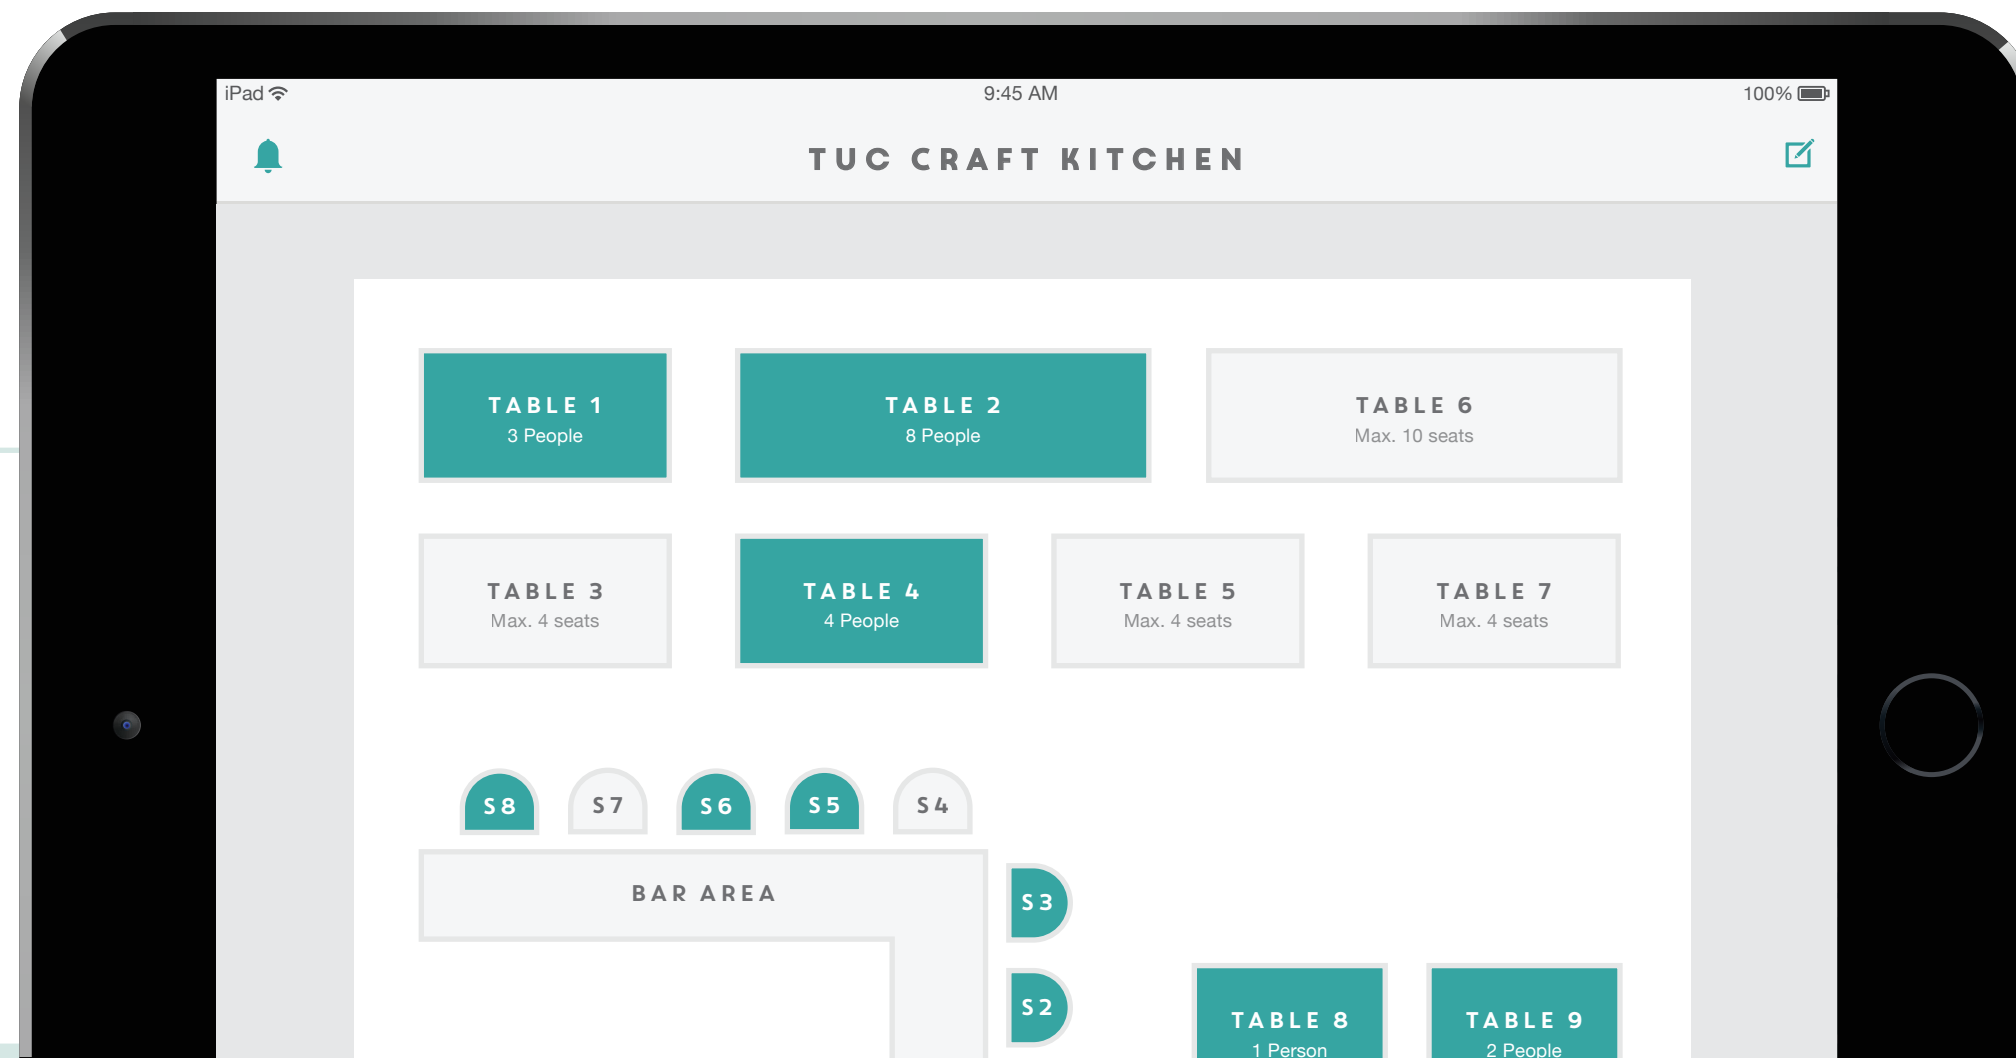 iPad
9:45 AM
100%
TUC CRAFT KITCHEN
TABLE 1
3 People
TABLE 2
8 People
TABLE 6
Max. 10 seats
TABLE 3
Max. 4 seats
TABLE 4
4 People
TABLE 5
Max. 4 seats
TABLE 7
Max. 4 seats
S8
S7
S6
S5
S4
BAR AREA
S3
S2
TABLE 8
1 Person
TABLE 9
2 People